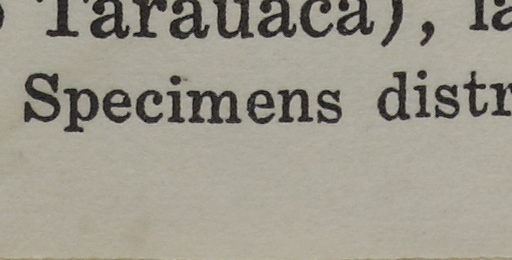 Tarauaca), la
Specimens distr